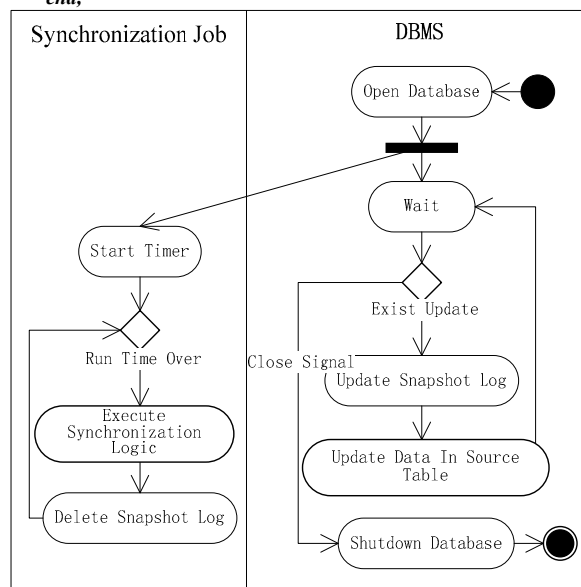 end;
Synchronization Job
DBMS
Open Database
Wait
Start Timer
Exist Update
Run Time Over
Close Signal
Update Snapshot Log
Execute
Synchronization
Logic
Update Data In Source
Table
Delete Snapshot Log
Shutdown Database